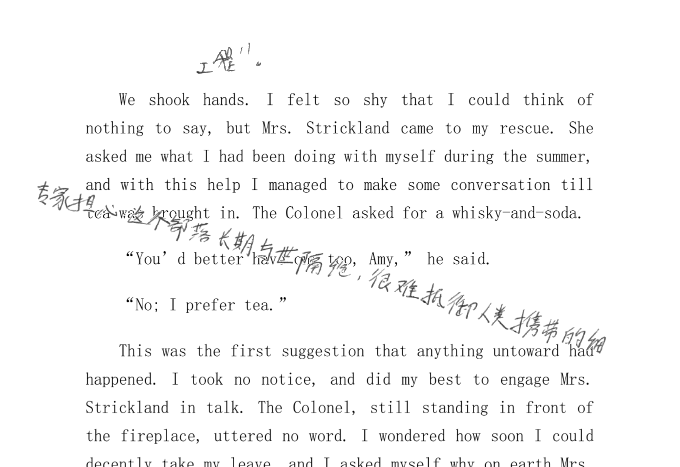 工程”。
We shook hands. I felt so shy that I could think of
nothing to say, but Mrs. Strickland came to my rescue. She
asked me what I had been doing with myself during the summer,
and with this help I managed to make some conversation till
tea was brought in. The Colonel asked for a whisky-and-soda.
专家担心这个部落长期与世隔绝，很难抵御人类携带的细
“You’d better have one too, Amy,” he said.
“No; I prefer tea.”
This was the first suggestion that anything untoward had
happened. I took no notice, and did my best to engage Mrs.
Strickland in talk. The Colonel, still standing in front of
the fireplace, uttered no word. I wondered how soon I could
decently take my leave, and I asked myself why on earth Mrs.